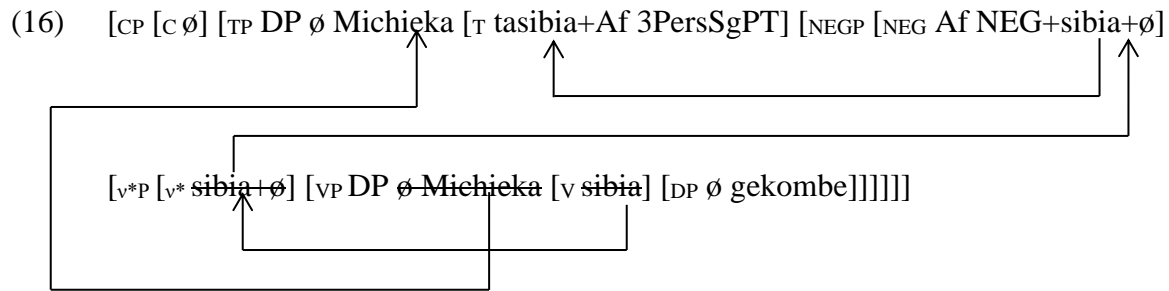 (16) [CP [C ø] [TP DP ø Michieka [T tasibia+Af 3PersSgPT] [NEGP [NEG Af NEG+sibia+ø]
[v*P [v* sibia+ø] [VP DP ø Michieka [V sibia] [DP ø gekombe]]]]]]